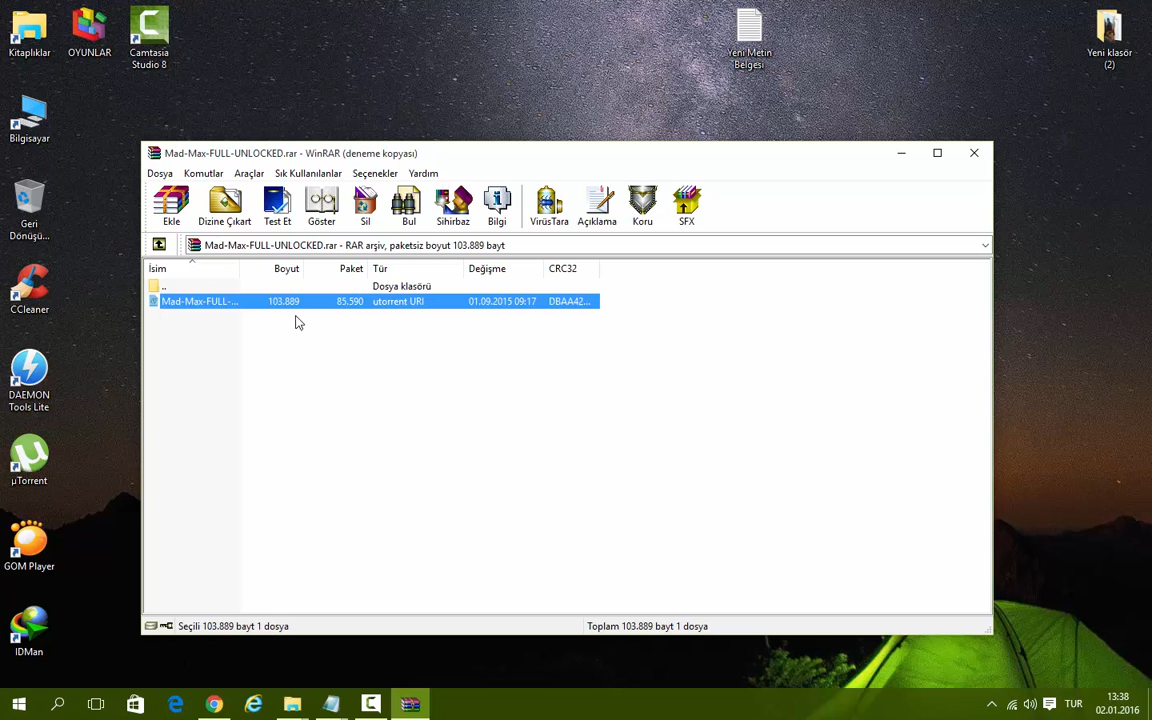 Kitaplıklar
OYUNLAR
Camtasia
Studio 8
Yeni Metin
Belgesi
Yeni klasör
(2)
Bilgisayar
Geri
Dönüşü...
CCleaner
DAEMON
Tools Lite
µTorrent
GOM Player
IDMan
Mad-Max-FULL-UNLOCKED.rar - WinRAR (deneme kopyası)
Dosya Komutlar Araçlar Sık Kullanılanlar Seçenekler Yardım
Ekle Dizine Çıkart Test Et Göster Sil Bul Sihirbaz Bilgi VirüsTara Açıklama Koru SFX
Mad-Max-FULL-UNLOCKED.rar - RAR arşiv, paketsiz boyut 103.889 bayt
İsim Boyut Paket Tür Değişme CRC32
.. Dosya klasörü
Mad-Max-FULL-... 103.889 85.590 utorrent URI 01.09.2015 09:17 DBAA42...
Seçili 103.889 bayt 1 dosya Toplam 103.889 bayt 1 dosya
TUR
13:38
02.01.2016